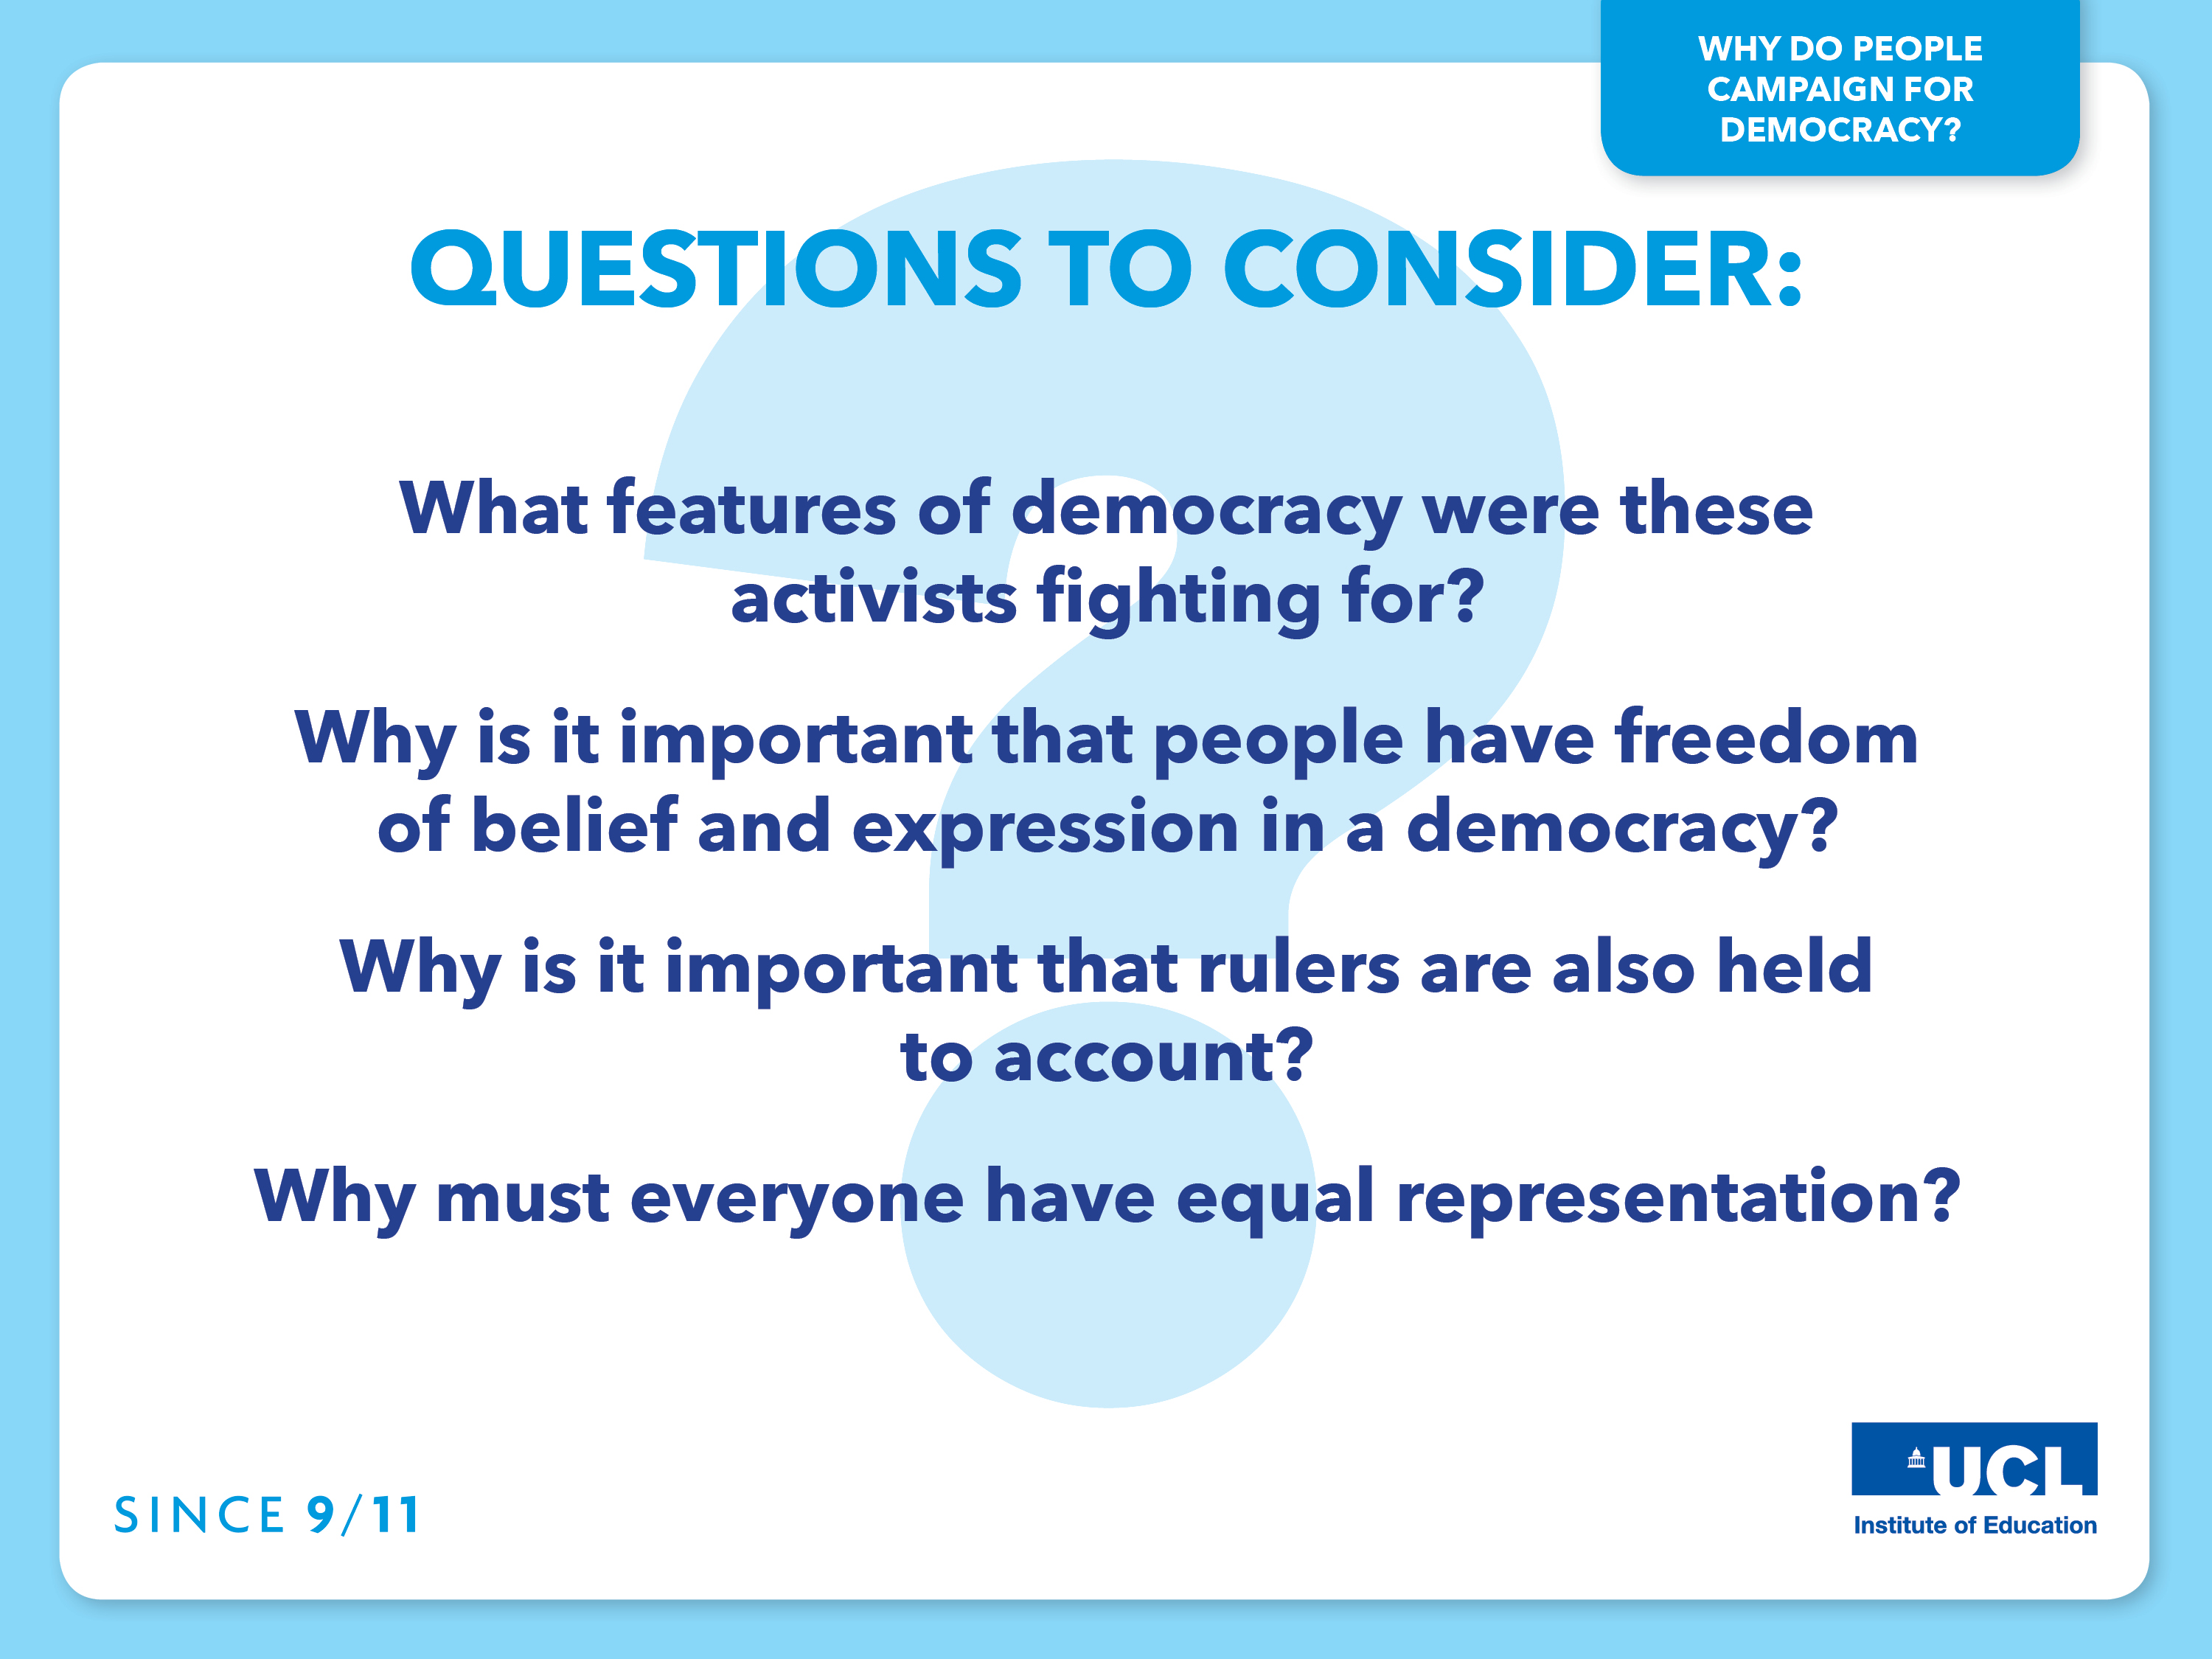 WHY DO PEOPLE
CAMPAIGN FOR
DEMOCRACY?
QUESTIONS TO CONSIDER:
What features of democracy were these
activists fighting for?
Why is it important that people have freedom
of belief and expression in a democracy?
Why is it important that rulers are also held
to account?
Why must everyone have equal representation?
SINCE 9/11
UCL
Institute of Education